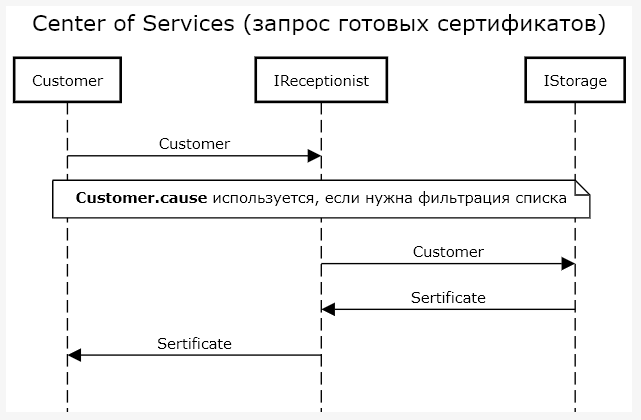 Center of Services (запрос готовых сертификатов)
Customer IReceptionist IStorage
Customer
Customer.cause используется, если нужна фильтрация списка
Customer
Sertificate
Sertificate